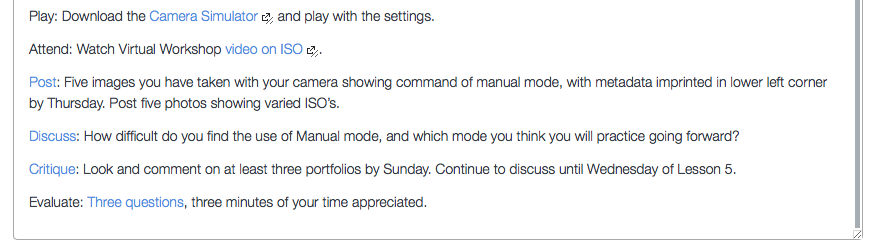 Play: Download the Camera Simulator and play with the settings.
Attend: Watch Virtual Workshop video on ISO.
Post: Five images you have taken with your camera showing command of manual mode, with metadata imprinted in lower left corner
by Thursday. Post five photos showing varied ISO's.
Discuss: How difficult do you find the use of Manual mode, and which mode you think you will practice going forward?
Critique: Look and comment on at least three portfolios by Sunday. Continue to discuss until Wednesday of Lesson 5.
Evaluate: Three questions, three minutes of your time appreciated.